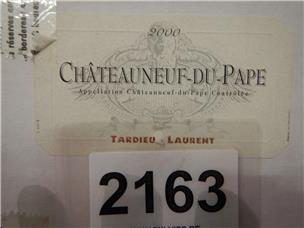 2000
CHÂTEAUNEUF-DU-PAPE
Appellation Châteauneuf-du-Pape Contrôlée
TARDIEU-LAURENT
2163